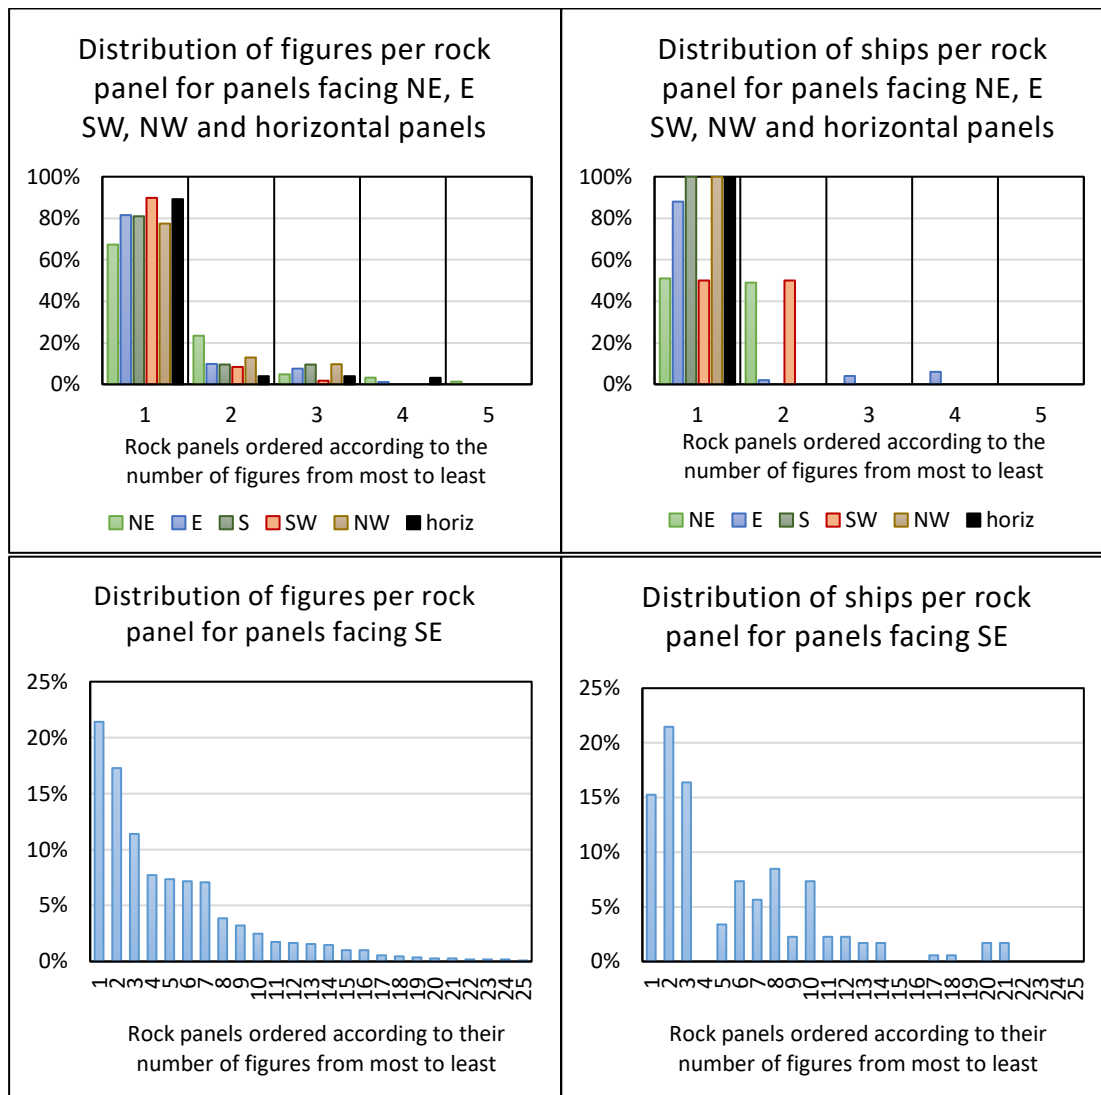 Distribution of figures per rock
panel for panels facing NE, E
SW, NW and horizontal panels
100%
80%
60%
40%
20%
0%
1 2 3 4 5
Rock panels ordered according to the
number of figures from most to least
NE E S SW NW horiz
Distribution of ships per rock
panel for panels facing NE, E
SW, NW and horizontal panels
100%
80%
60%
40%
20%
0%
1 2 3 4 5
Rock panels ordered according to the
number of figures from most to least
NE E S SW NW horiz
Distribution of figures per rock
panel for panels facing SE
25%
20%
15%
10%
5%
0%
1 2 3 4 5 6 7 8 9 10 11 12 13 14 15 16 17 18 19 20 21 22 23 24 25
Rock panels ordered according to their
number of figures from most to least
Distribution of ships per rock
panel for panels facing SE
25%
20%
15%
10%
5%
0%
1 2 3 4 5 6 7 8 9 10 11 12 13 14 15 16 17 18 19 20 21 22 23 24 25
Rock panels ordered according to their
number of figures from most to least